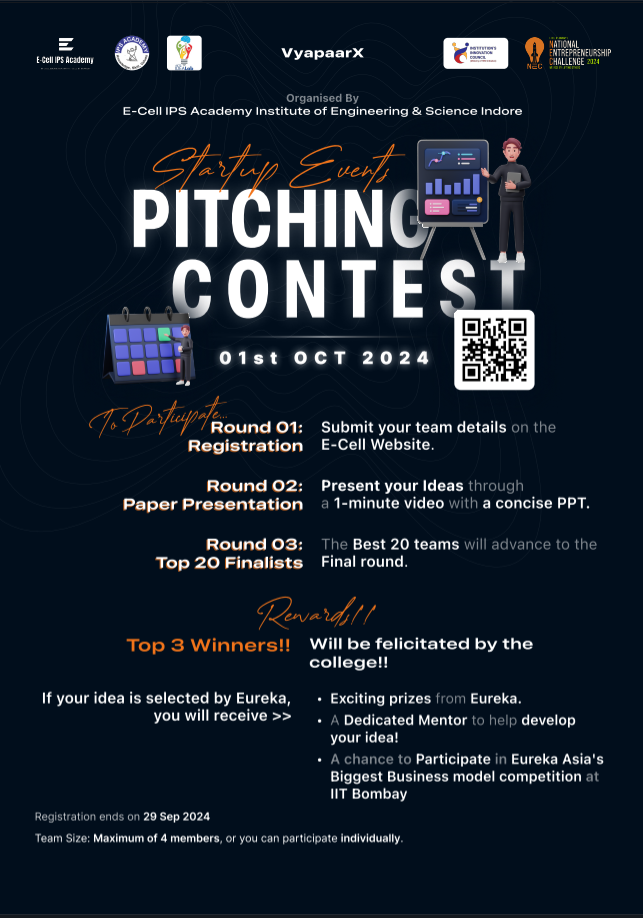 E-Cell IPS Academy
IPS ACADEMY
VyapaarX
INSTITUTION'S
INNOVATION
COUNCIL
NEC
NATIONAL
ENTREPRENEURSHIP
CHALLENGE 2024
Organised By
E-Cell IPS Academy Institute of Engineering & Science Indore
Startup Events
PITCHING
CONTEST
01st OCT 2024
To Participate...
Round 01:
Registration
Submit your team details on the
E-Cell Website.
Round 02:
Paper Presentation
Present your Ideas through
a 1-minute video with a concise PPT.
Round 03:
Top 20 Finalists
The Best 20 teams will advance to the
Final round.
Rewards!!
Top 3 Winners!!
Will be felicitated by the
college!!
If your idea is selected by Eureka,
you will receive >>
• Exciting prizes from Eureka.
• A Dedicated Mentor to help develop
your idea!
• A chance to Participate in Eureka Asia's
Biggest Business model competition at
IIT Bombay
Registration ends on 29 Sep 2024
Team Size: Maximum of 4 members, or you can participate individually.